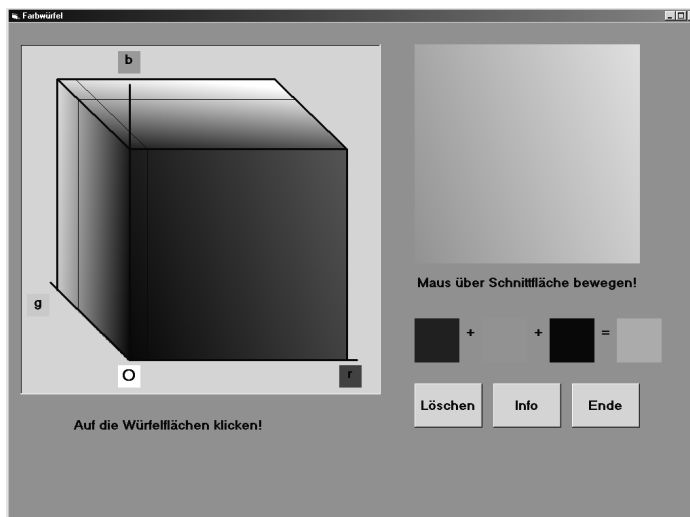 Farbwürfel
b
g
O
r
Auf die Würfelflächen klicken!
Maus über Schnittfläche bewegen!
+ + =
Löschen Info Ende